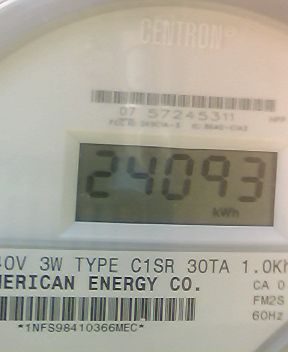 CENTRON®
07 57245311
24093
kWh
40V 3W TYPE C1SR 30TA 1.0Kh
MERICAN ENERGY CO.
CA 0
FM2S
60Hz
*1NFS98410366MEC*